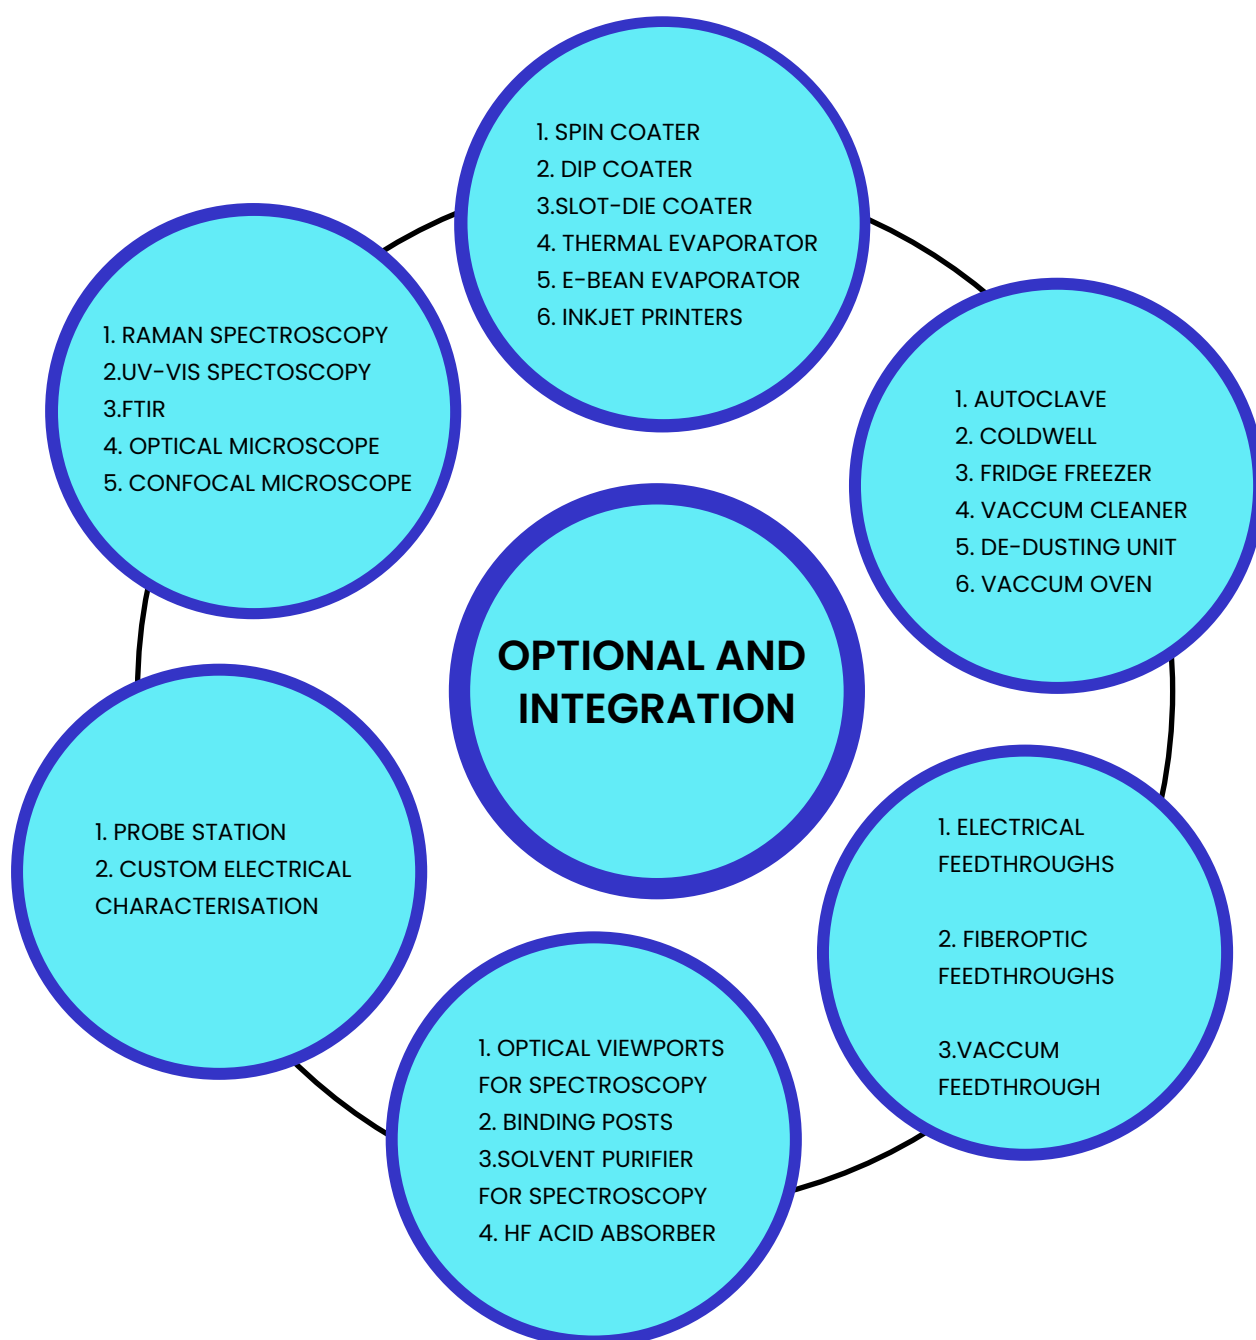 1. SPIN COATER
2. DIP COATER
3.SLOT-DIE COATER
4. THERMAL EVAPORATOR
5. E-BEAN EVAPORATOR
6. INKJET PRINTERS
1. RAMAN SPECTROSCOPY
2.UV-VIS SPECTOSCOPY
3.FTIR
4. OPTICAL MICROSCOPE
5. CONFOCAL MICROSCOPE
1. AUTOCLAVE
2. COLDWELL
3. FRIDGE FREEZER
4. VACCUM CLEANER
5. DE-DUSTING UNIT
6. VACCUM OVEN
OPTIONAL AND
INTEGRATION
1. PROBE STATION
2. CUSTOM ELECTRICAL
CHARACTERISATION
1. ELECTRICAL
FEEDTHROUGHS
2. FIBEROPTIC
FEEDTHROUGHS
3.VACCUM
FEEDTHROUGH
1. OPTICAL VIEWPORTS
FOR SPECTROSCOPY
2. BINDING POSTS
3.SOLVENT PURIFIER
FOR SPECTROSCOPY
4. HF ACID ABSORBER